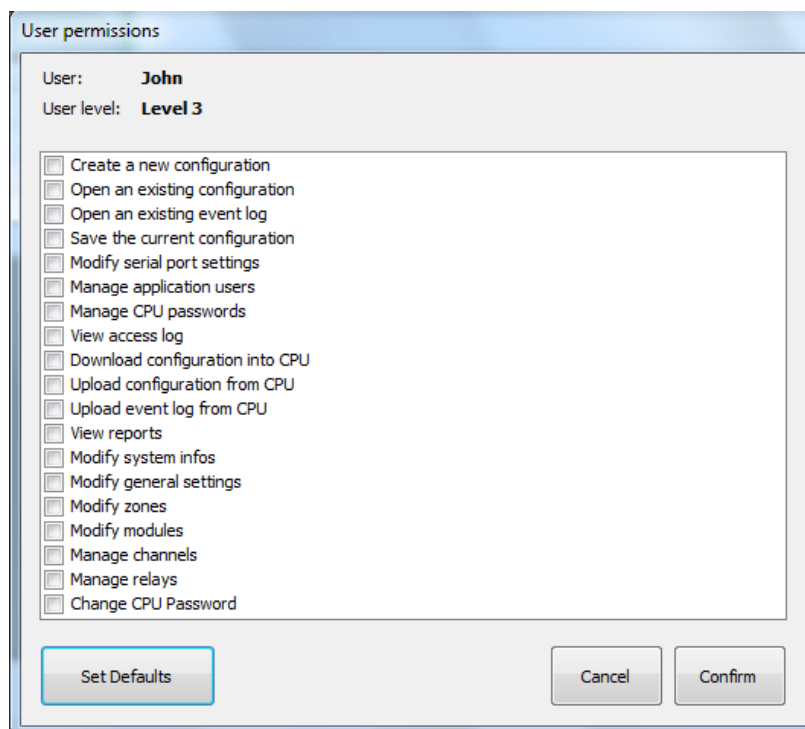 User permissions
User: John
User level: Level 3
Create a new configuration
Open an existing configuration
Open an existing event log
Save the current configuration
Modify serial port settings
Manage application users
Manage CPU passwords
View access log
Download configuration into CPU
Upload configuration from CPU
Upload event log from CPU
View reports
Modify system infos
Modify general settings
Modify zones
Modify modules
Manage channels
Manage relays
Change CPU Password
Set Defaults Cancel Confirm